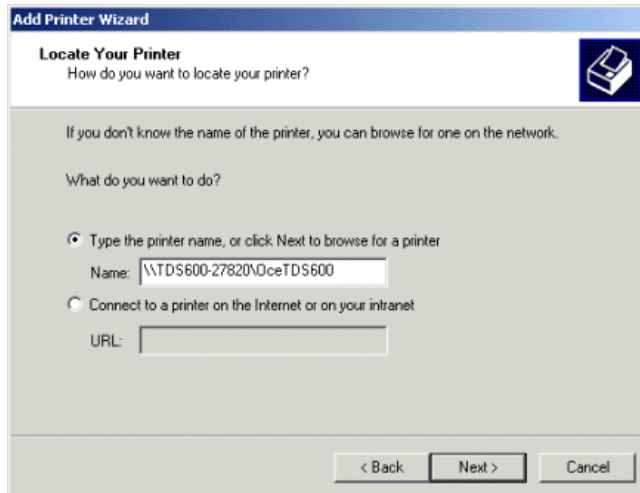 Add Printer Wizard
Locate Your Printer
How do you want to locate your printer?
If you don't know the name of the printer, you can browse for one on the network.
What do you want to do?
Type the printer name, or click Next to browse for a printer
Name: \\TDS600-27820\OceTDS600
Connect to a printer on the Internet or on your intranet
URL:
< Back Next > Cancel